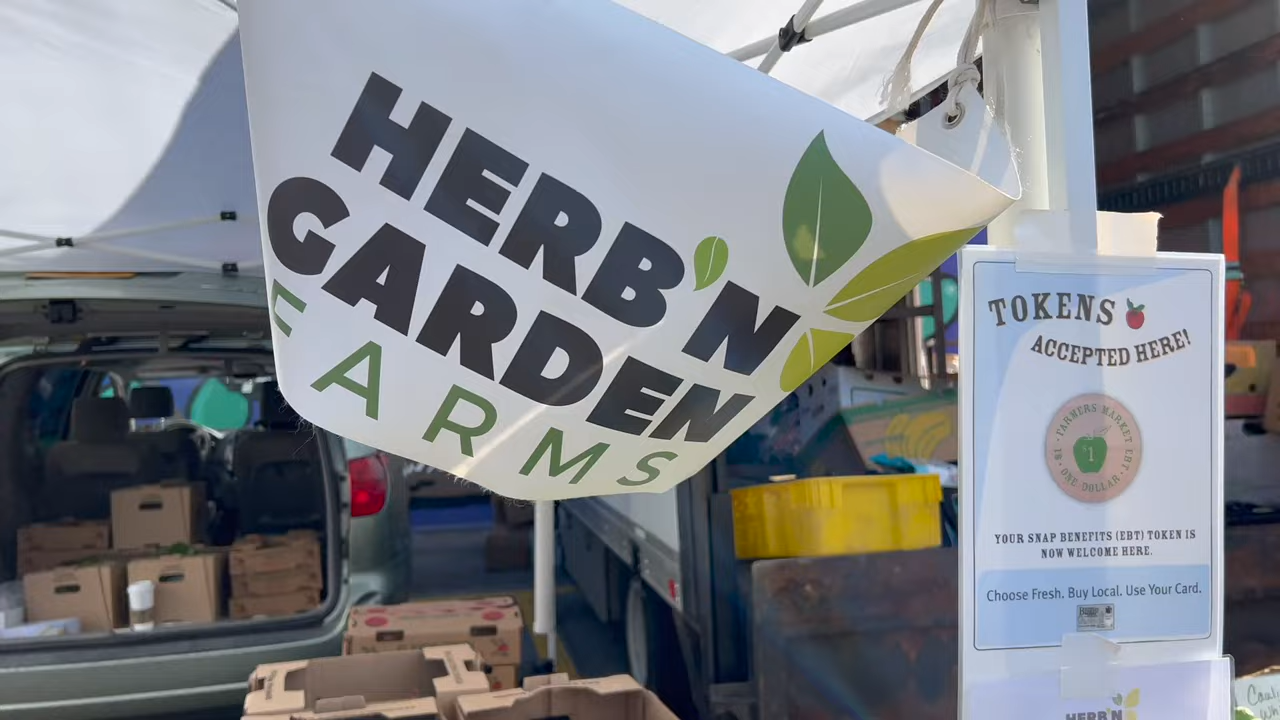 HERB'N
GARDEN
FARMS
TOKENS
ACCEPTED HERE!
FARMERS MARKET EBT
$1
ONE DOLLAR
YOUR SNAP BENEFITS (EBT) TOKEN IS
NOW WELCOME HERE.
Choose Fresh. Buy Local. Use Your Card.
HERB'N